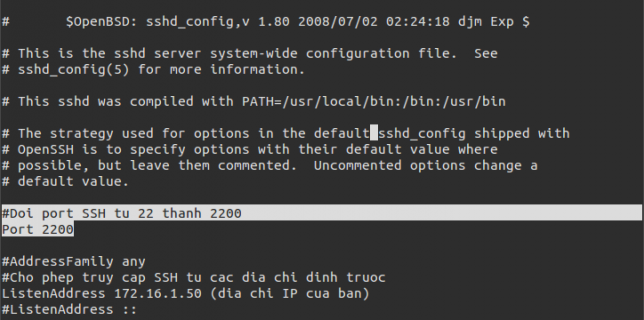 #	$OpenBSD: sshd_config,v 1.80 2008/07/02 02:24:18 djm Exp $
# This is the sshd server system-wide configuration file.  See
# sshd_config(5) for more information.
# This sshd was compiled with PATH=/usr/local/bin:/bin:/usr/bin
# The strategy used for options in the default sshd_config shipped with
# OpenSSH is to specify options with their default value where
# possible, but leave them commented.  Uncommented options change a
# default value.
#Doi port SSH tu 22 thanh 2200
Port 2200
#AddressFamily any
#Cho phep truy cap SSH tu cac dia chi dinh truoc
ListenAddress 172.16.1.50 (dia chi IP cua ban)
#ListenAddress ::